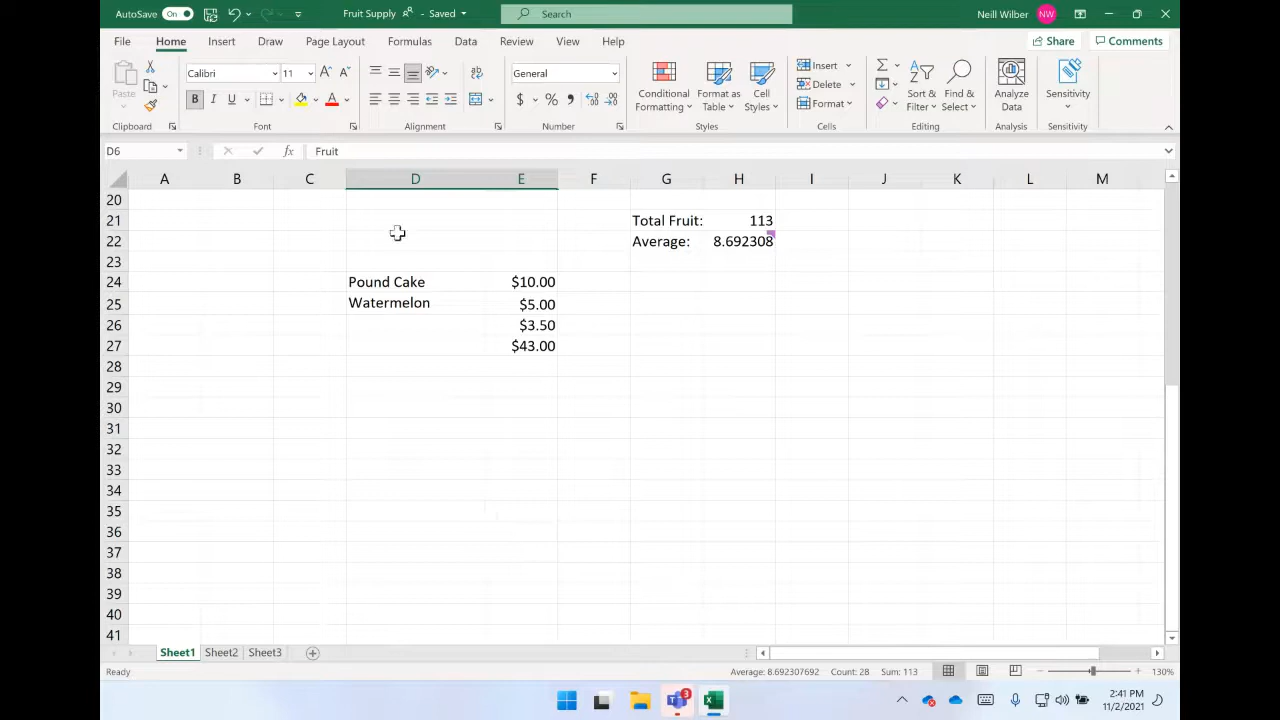 AutoSave On Fruit Supply - Saved Search Neill Wilber NW
File Home Insert Draw Page Layout Formulas Data Review View Help Share Comments
Paste Calibri 11 General Conditional Formatting Format as Table Cell Styles Insert Delete Format Sort & Filter Find & Select Analyze Data Sensitivity
B I U $ % ,
Clipboard Font Alignment Number Styles Cells Editing Analysis Sensitivity
D6 fx Fruit
A B C D E F G H I J K L M
20
21 Total Fruit: 113
22 Average: 8.692308
23
24 Pound Cake $10.00
25 Watermelon $5.00
26 $3.50
27 $43.00
28
29
30
31
32
33
34
35
36
37
38
39
40
41
Sheet1 Sheet2 Sheet3
Ready Average: 8.692307692 Count: 28 Sum: 113 130%
3 2:41 PM
11/2/2021